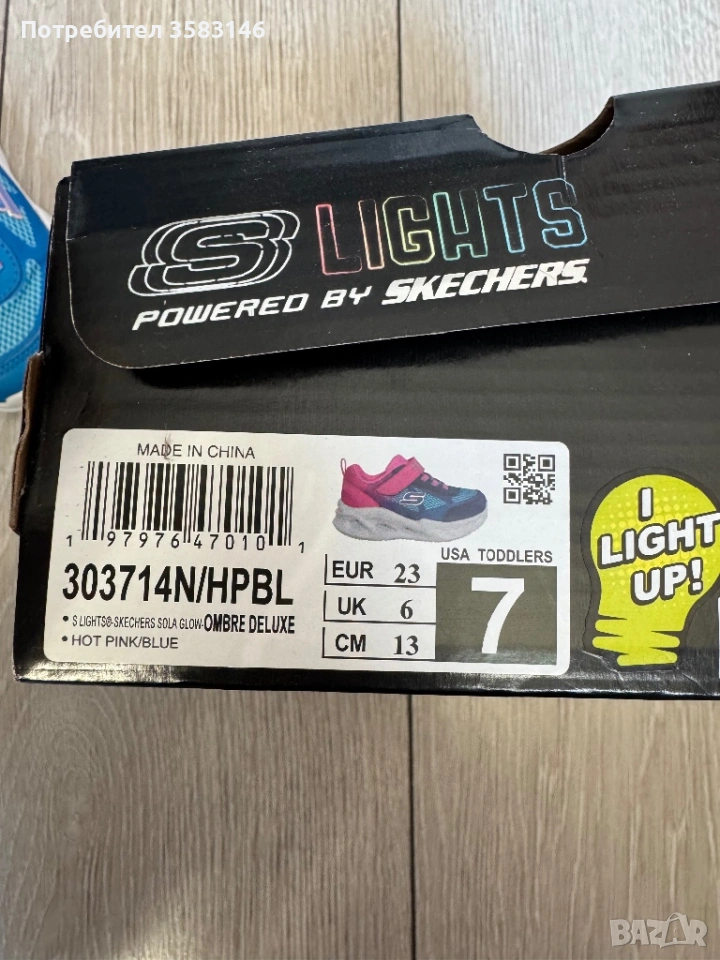 Потребител 3583146
S LIGHTS
POWERED BY SKECHERS
MADE IN CHINA
1 97976 47010 1
303714N/HPBL
• S LIGHTS®-SKECHERS SOLA GLOW-OMBRE DELUXE
• HOT PINK/BLUE
EUR 23
UK 6
CM 13
USA TODDLERS
7
I
LIGHT
UP!
BAZAR